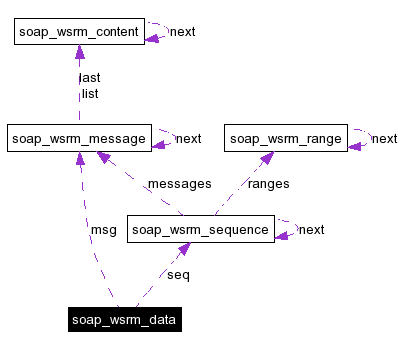 soap_wsrm_content
next
last
list
soap_wsrm_message
next
soap_wsrm_range
next
messages
ranges
msg
soap_wsrm_sequence
next
seq
soap_wsrm_data